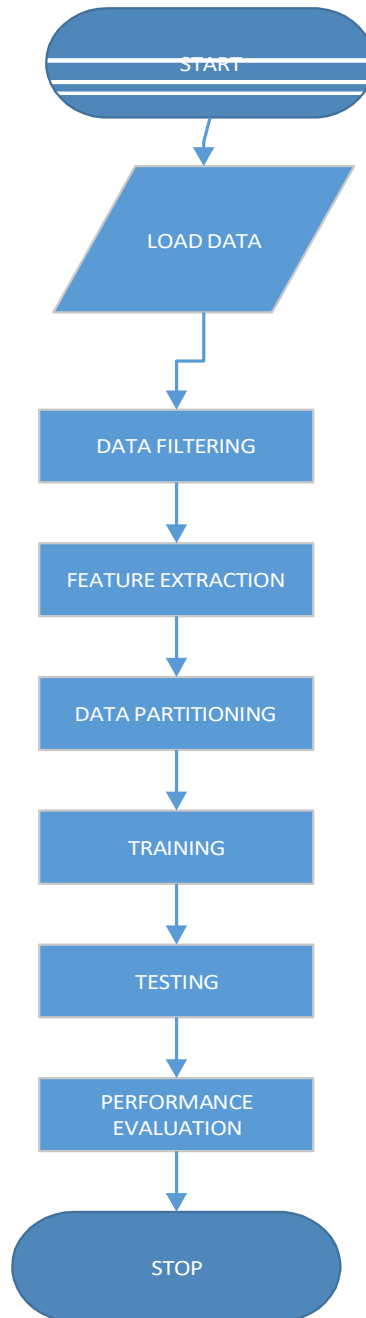 START
LOAD DATA
DATA FILTERING
FEATURE EXTRACTION
DATA PARTITIONING
TRAINING
TESTING
PERFORMANCE
EVALUATION
STOP